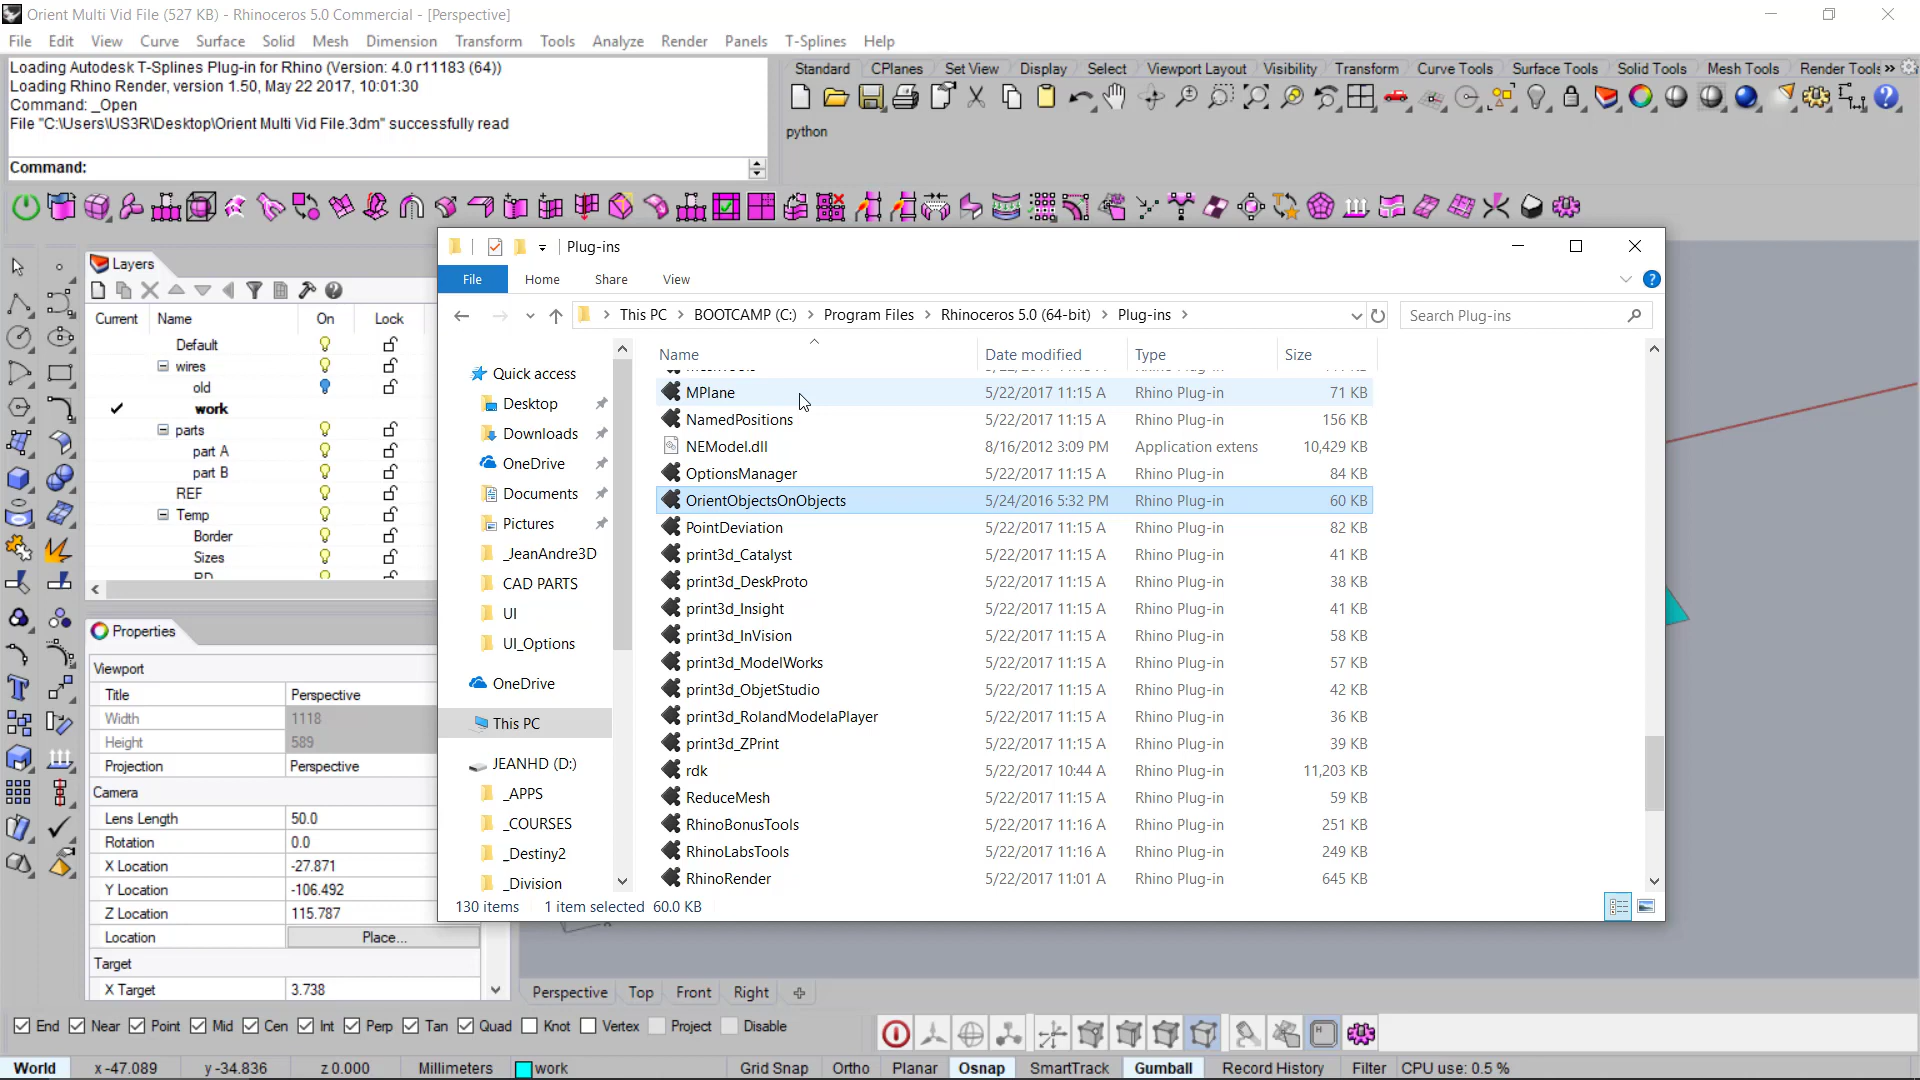 Orient Multi Vid File (527 KB) - Rhinoceros 5.0 Commercial - [Perspective]
File Edit View Curve Surface Solid Mesh Dimension Transform Tools Analyze Render Panels T-Splines Help
Loading Autodesk T-Splines Plug-in for Rhino (Version: 4.0 r11183 (64))
Loading Rhino Render, version 1.50, May 22 2017, 10:01:30
Command: _Open
File "C:\Users\US3R\Desktop\Orient Multi Vid File.3dm" successfully read
Command:
Standard CPlanes Set View Display Select Viewport Layout Visibility Transform Curve Tools Surface Tools Solid Tools Mesh Tools Render Tools »
python
Layers
Current Name On Lock
Default
wires
old
work
parts
part A
part B
REF
Temp
Border
Sizes
Properties
Viewport
Title Perspective
Width 1118
Height 589
Projection Perspective
Camera
Lens Length 50.0
Rotation 0.0
X Location -27.871
Y Location -106.492
Z Location 115.787
Location Place...
Target
X Target 3.738
Plug-ins
File Home Share View
This PC > BOOTCAMP (C:) > Program Files > Rhinoceros 5.0 (64-bit) > Plug-ins >
Search Plug-ins
Quick access
Desktop
Downloads
OneDrive
Documents
Pictures
_JeanAndre3D
CAD PARTS
UI
UI_Options
OneDrive
This PC
JEANHD (D:)
_APPS
_COURSES
_Destiny2
_Division
Name Date modified Type Size
MPlane 5/22/2017 11:15 A Rhino Plug-in 71 KB
NamedPositions 5/22/2017 11:15 A Rhino Plug-in 156 KB
NEModel.dll 8/16/2012 3:09 PM Application extens 10,429 KB
OptionsManager 5/22/2017 11:15 A Rhino Plug-in 84 KB
OrientObjectsOnObjects 5/24/2016 5:32 PM Rhino Plug-in 60 KB
PointDeviation 5/22/2017 11:15 A Rhino Plug-in 82 KB
print3d_Catalyst 5/22/2017 11:15 A Rhino Plug-in 41 KB
print3d_DeskProto 5/22/2017 11:15 A Rhino Plug-in 38 KB
print3d_Insight 5/22/2017 11:15 A Rhino Plug-in 41 KB
print3d_InVision 5/22/2017 11:15 A Rhino Plug-in 58 KB
print3d_ModelWorks 5/22/2017 11:15 A Rhino Plug-in 57 KB
print3d_ObjetStudio 5/22/2017 11:15 A Rhino Plug-in 42 KB
print3d_RolandModelaPlayer 5/22/2017 11:15 A Rhino Plug-in 36 KB
print3d_ZPrint 5/22/2017 11:15 A Rhino Plug-in 39 KB
rdk 5/22/2017 10:44 A Rhino Plug-in 11,203 KB
ReduceMesh 5/22/2017 11:15 A Rhino Plug-in 59 KB
RhinoBonusTools 5/22/2017 11:16 A Rhino Plug-in 251 KB
RhinoLabsTools 5/22/2017 11:16 A Rhino Plug-in 249 KB
RhinoRender 5/22/2017 11:01 A Rhino Plug-in 645 KB
130 items 1 item selected 60.0 KB
Perspective Top Front Right
End Near Point Mid Cen Int Perp Tan Quad Knot Vertex Project Disable
World x -47.089 y -34.836 z 0.000 Millimeters work Grid Snap Ortho Planar Osnap SmartTrack Gumball Record History Filter CPU use: 0.5 %